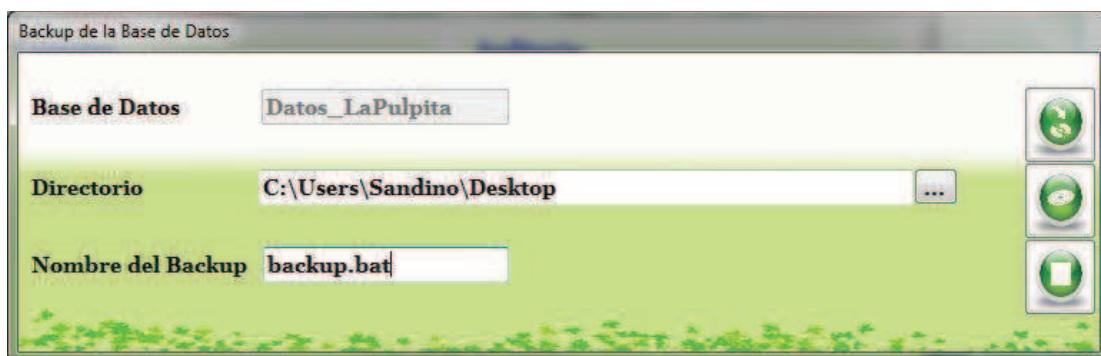 Backup de la Base de Datos
Base de Datos Datos_LaPulpita
Directorio C:\Users\Sandino\Desktop ...
Nombre del Backup backup.bat